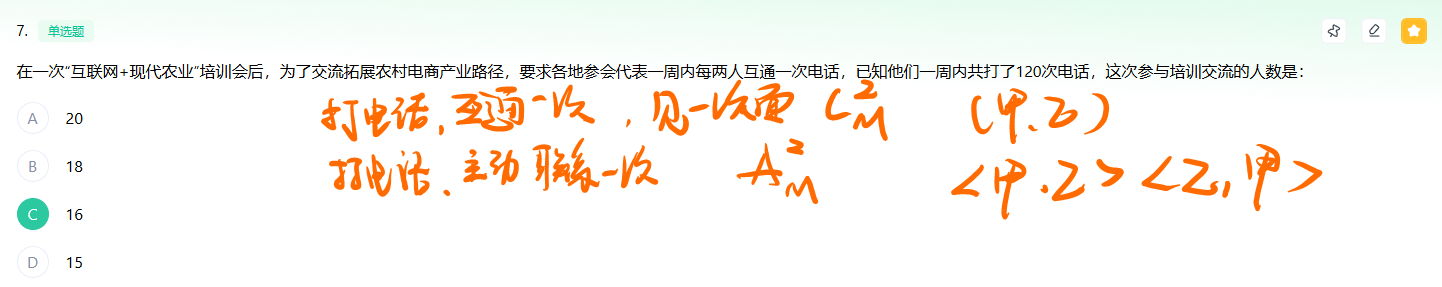 7. 单选题
在一次“互联网+现代农业”培训会后，为了交流拓展农村电商产业路径，要求各地参会代表一周内每两人互通一次电话，已知他们一周内共打了120次电话，这次参与培训交流的人数是：
A 20
打电话、互通一次，见一次面 C²M (甲、乙)
B 18
打电话、主动联系一次 A²M <甲、乙> <乙，甲>
C 16
D 15